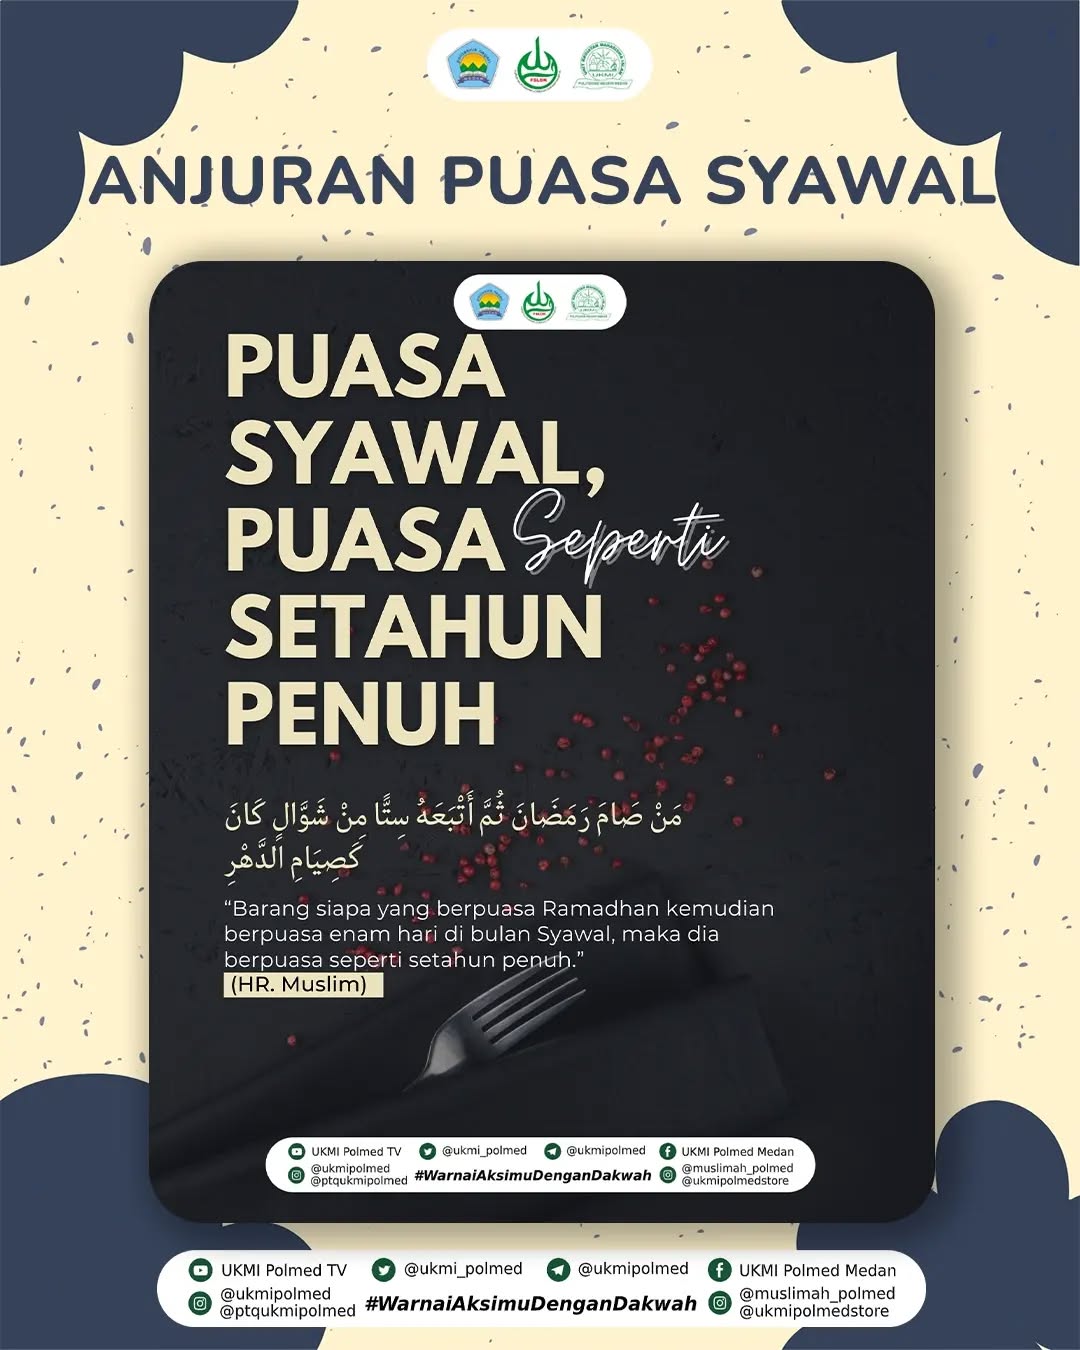 ANJURAN PUASA SYAWAL
PUASA
SYAWAL,
PUASA Seperti
SETAHUN
PENUH
مَنْ صَامَ رَمَضَانَ ثُمَّ أَتْبَعَهُ سِتًّا مِنْ شَوَّالٍ كَانَ
كَصِيَامِ الدَّهْرِ
“Barang siapa yang berpuasa Ramadhan kemudian
berpuasa enam hari di bulan Syawal, maka dia
berpuasa seperti setahun penuh.”
(HR. Muslim)
UKMI Polmed TV @ukmi_polmed @ukmipolmed UKMI Polmed Medan
@ukmipolmed
@ptqukmipolmed #WarnaiAksimuDenganDakwah @muslimah_polmed
@ukmipolmedstore
UKMI Polmed TV @ukmi_polmed @ukmipolmed UKMI Polmed Medan
@ukmipolmed
@ptqukmipolmed #WarnaiAksimuDenganDakwah @muslimah_polmed
@ukmipolmedstore